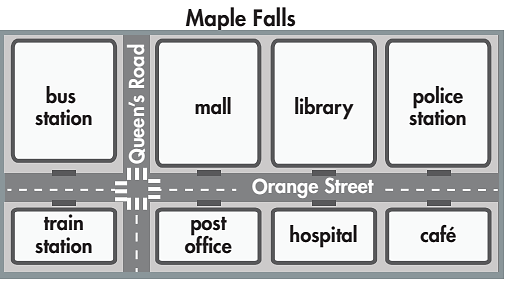 Maple Falls
bus
station
Queen's Road
mall
library
police
station
Orange Street
train
station
post
office
hospital
café